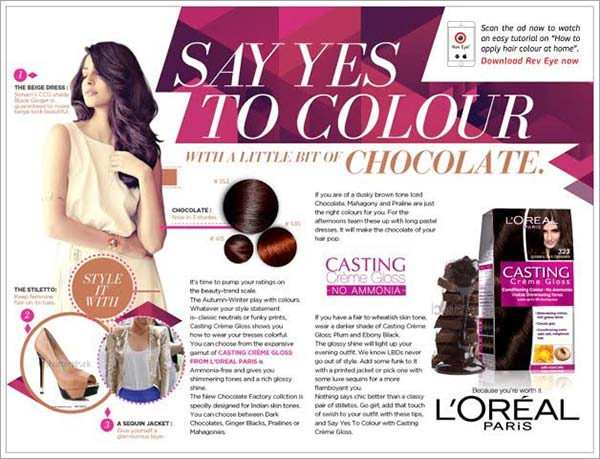 Scan the ad now to watch
an easy tutorial on "How to
apply hair colour at home".
Download Rev Eye now
Rev Eye
SAY YES
TO COLOUR
WITH A LITTLE BIT OF CHOCOLATE.
1
THE BEIGE DRESS:
Sonam's CCG shade
Black Ginger is
guaranteed to make
beige look beautiful.
STYLE
IT
WITH
THE STILETTO:
Keep feminine
flair on its toes.
2
3
A SEQUIN JACKET:
Give yourself a
glamourous layer.
CHOCOLATE:
Now in 3 shades.
# 353
# 535
# 415
It's time to pump your ratings on
the beauty-trend scale.
The Autumn-Winter play with colours.
Whatever your style statement
is- classic neutrals or funky prints,
Casting Crème Gloss shows you
how to wear your tresses colorful.
You can choose from the expansive
gamut of CASTING CRÈME GLOSS
FROM L'OREAL PARIS is
Ammonia-free and gives you
shimmering tones and a rich glossy
shine.
The New Chocolate Factory collction is
specially designed for Indian skin tones.
You can choose between Dark
Chocolates, Ginger Blacks, Pralines or
Mahagonies.
If you are of a dusky brown tone Iced
Chocolate, Mahagony and Praline are just
the right colours for you. For the
afternoons team these up with long pastel
dresses. It will make the chocolate of your
hair pop.
CASTING
Crème Gloss
-NO AMMONIA-
If you have a fair to wheatish skin tone,
wear a darker shade of Casting Crème
Gloss: Plum and Ebony Black.
The glossy shine will light up your
evening outfit. We know LBDs never
go out of style. Add some funk to it
with a printed jacket or pick one with
some luxe sequins for a more
flamboyant you.
Nothing says chic better than a classy
pair of stilettos. Go girl, add that touch
of swish to your outfit with these tips,
and Say Yes To Colour with Casting
Crème Gloss.
L'ORÉAL
PARIS
323
CASTING
Crème Gloss
Conditioning Colour - No Ammonia
Because you're worth it.
L'ORÉAL
PARIS